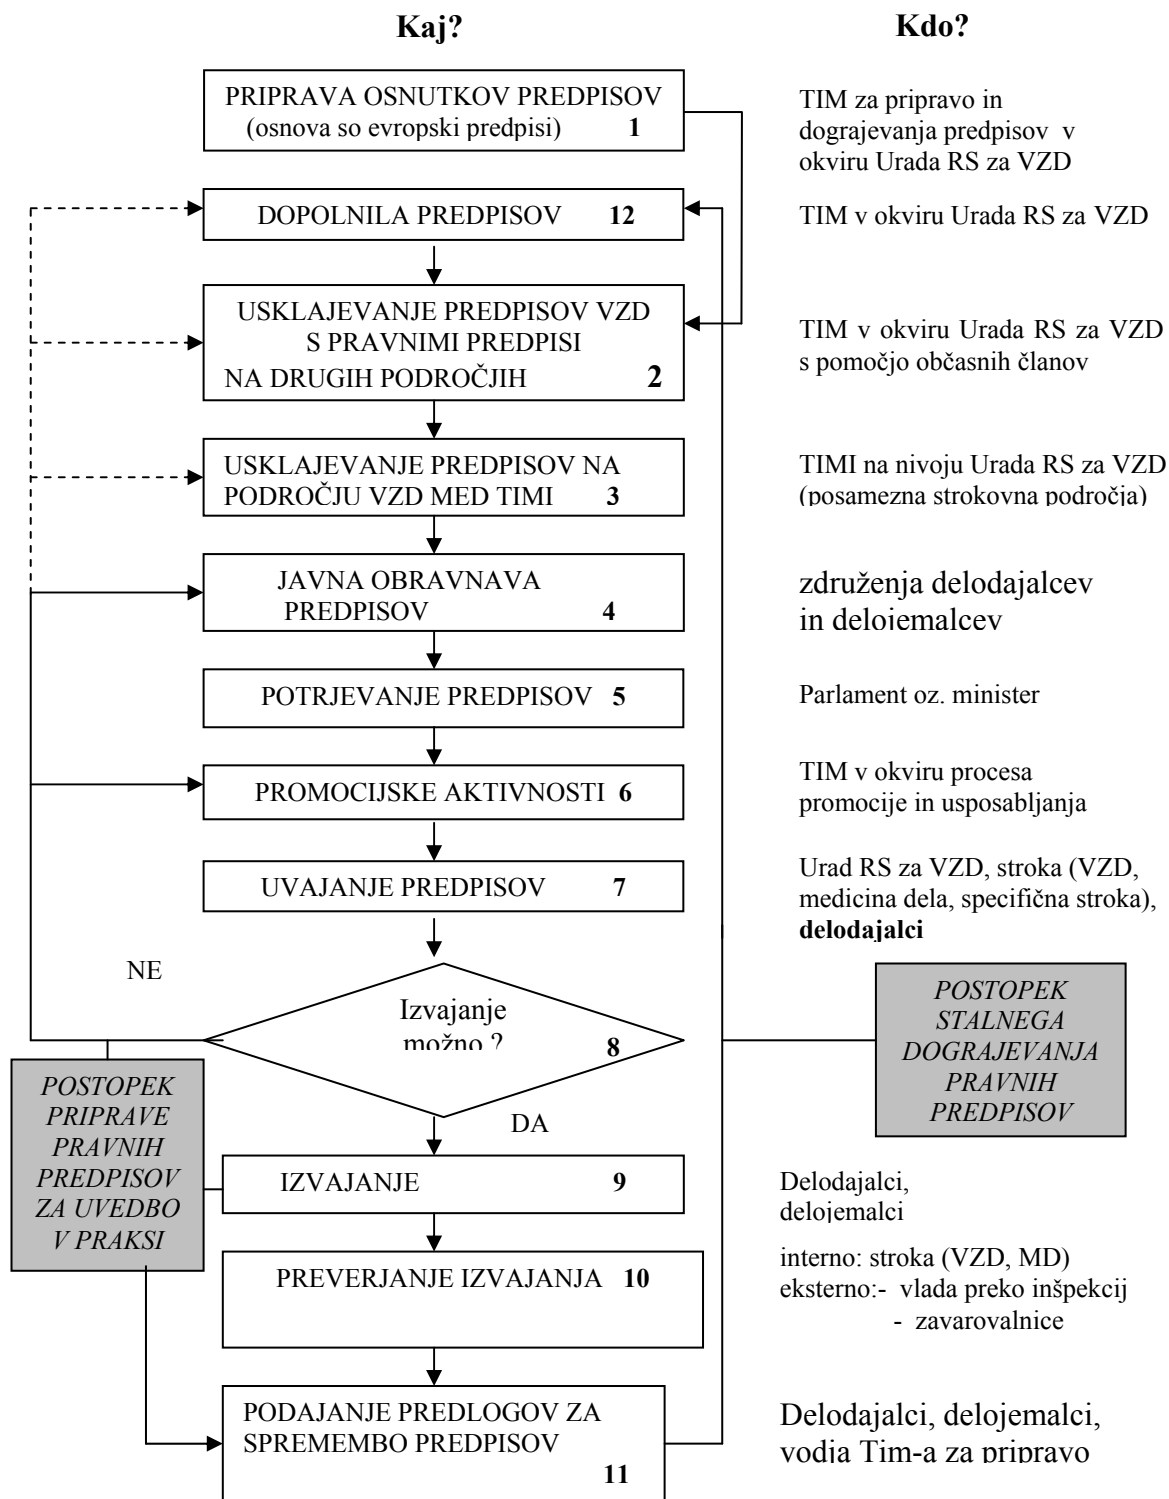 Kaj?
Kdo?
PRIPRAVA OSNUTKOV PREDPISOV
(osnova so evropski predpisi) 1
TIM za pripravo in
dograjevanja predpisov v
okviru Urada RS za VZD
DOPOLNILA PREDPISOV 12
TIM v okviru Urada RS za VZD
USKLAJEVANJE PREDPISOV VZD
S PRAVNIMI PREDPISI
NA DRUGIH PODROČJIH 2
TIM v okviru Urada RS za VZD
s pomočjo občasnih članov
USKLAJEVANJE PREDPISOV NA
PODROČJU VZD MED TIMI 3
TIMI na nivoju Urada RS za VZD
(posamezna strokovna področja)
JAVNA OBRAVNAVA
PREDPISOV 4
združenja delodajalcev
in delojemalcev
POTRJEVANJE PREDPISOV 5
Parlament oz. minister
PROMOCIJSKE AKTIVNOSTI 6
TIM v okviru procesa
promocije in usposabljanja
UVAJANJE PREDPISOV 7
Urad RS za VZD, stroka (VZD,
medicina dela, specifična stroka),
delodajalci
NE
Izvajanje
možno ? 8
DA
POSTOPEK
STALNEGA
DOGRAJEVANJA
PRAVNIH
PREDPISOV
POSTOPEK
PRIPRAVE
PRAVNIH
PREDPISOV
ZA UVEDBO
V PRAKSI
IZVAJANJE 9
Delodajalci,
delojemalci
PREVERJANJE IZVAJANJA 10
interno: stroka (VZD, MD)
eksterno:- vlada preko inšpekcij
- zavarovalnice
PODAJANJE PREDLOGOV ZA
SPREMEMBO PREDPISOV
11
Delodajalci, delojemalci,
vodja Tim-a za pripravo